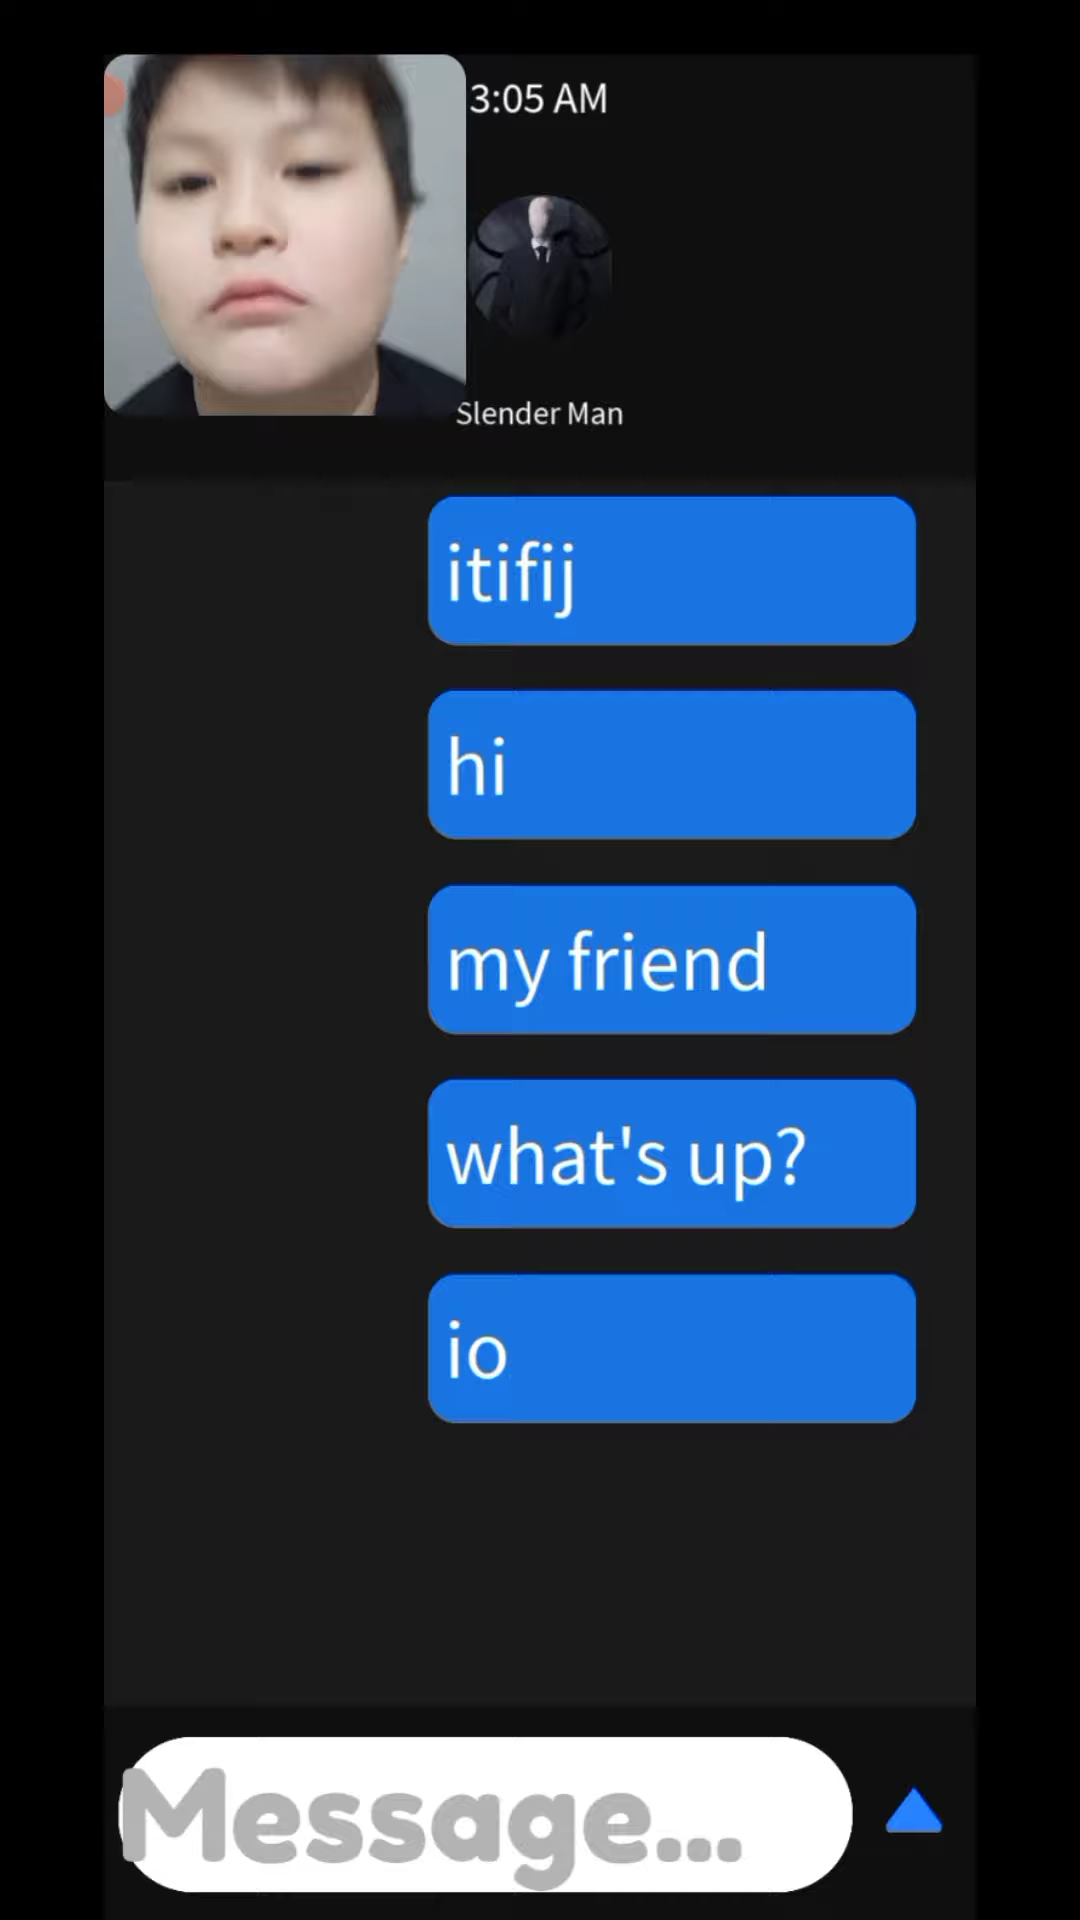 3:05 AM
Slender Man
itifij
hi
my friend
what's up?
io
Message...